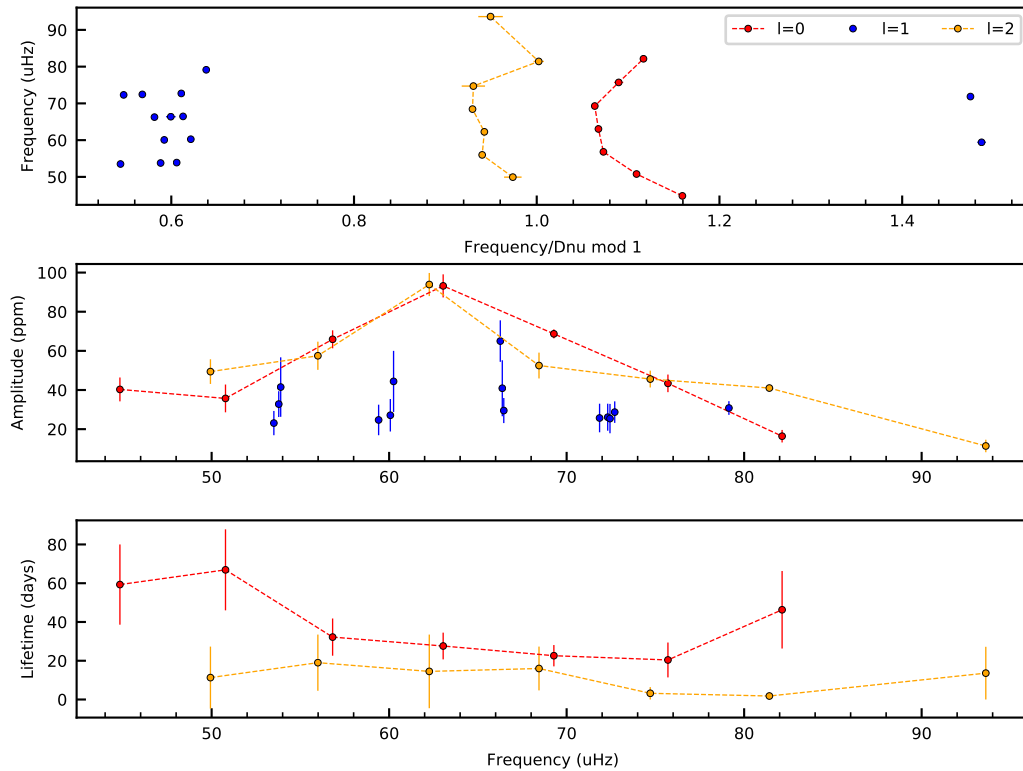 90
80
70
60
50
Frequency (uHz)
l=0 l=1 l=2
0.6 0.8 1.0 1.2 1.4
Frequency/Dnu mod 1
100
80
60
40
20
Amplitude (ppm)
50 60 70 80 90
80
60
40
20
0
Lifetime (days)
50 60 70 80 90
Frequency (uHz)